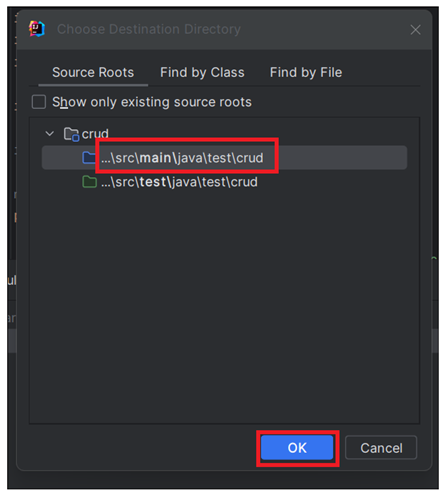 Choose Destination Directory
Source Roots Find by Class Find by File
Show only existing source roots
crud
...\src\main\java\test\crud
...\src\test\java\test\crud
OK Cancel